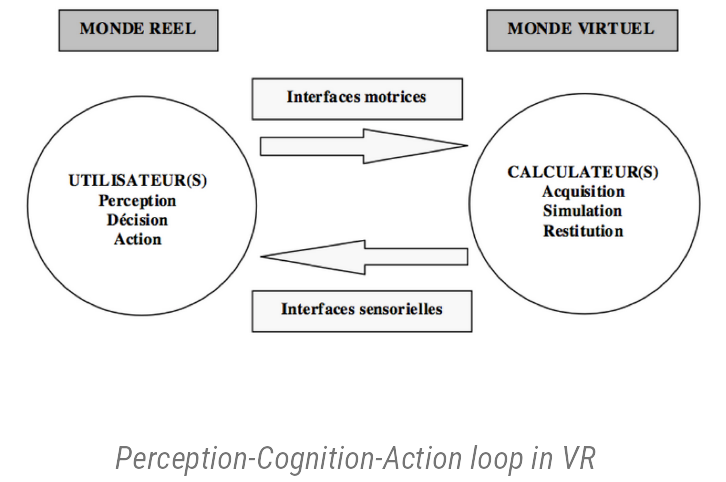 MONDE REEL
MONDE VIRTUEL
Interfaces motrices
UTILISATEUR(S)
Perception
Décision
Action
CALCULATEUR(S)
Acquisition
Simulation
Restitution
Interfaces sensorielles
Perception-Cognition-Action loop in VR